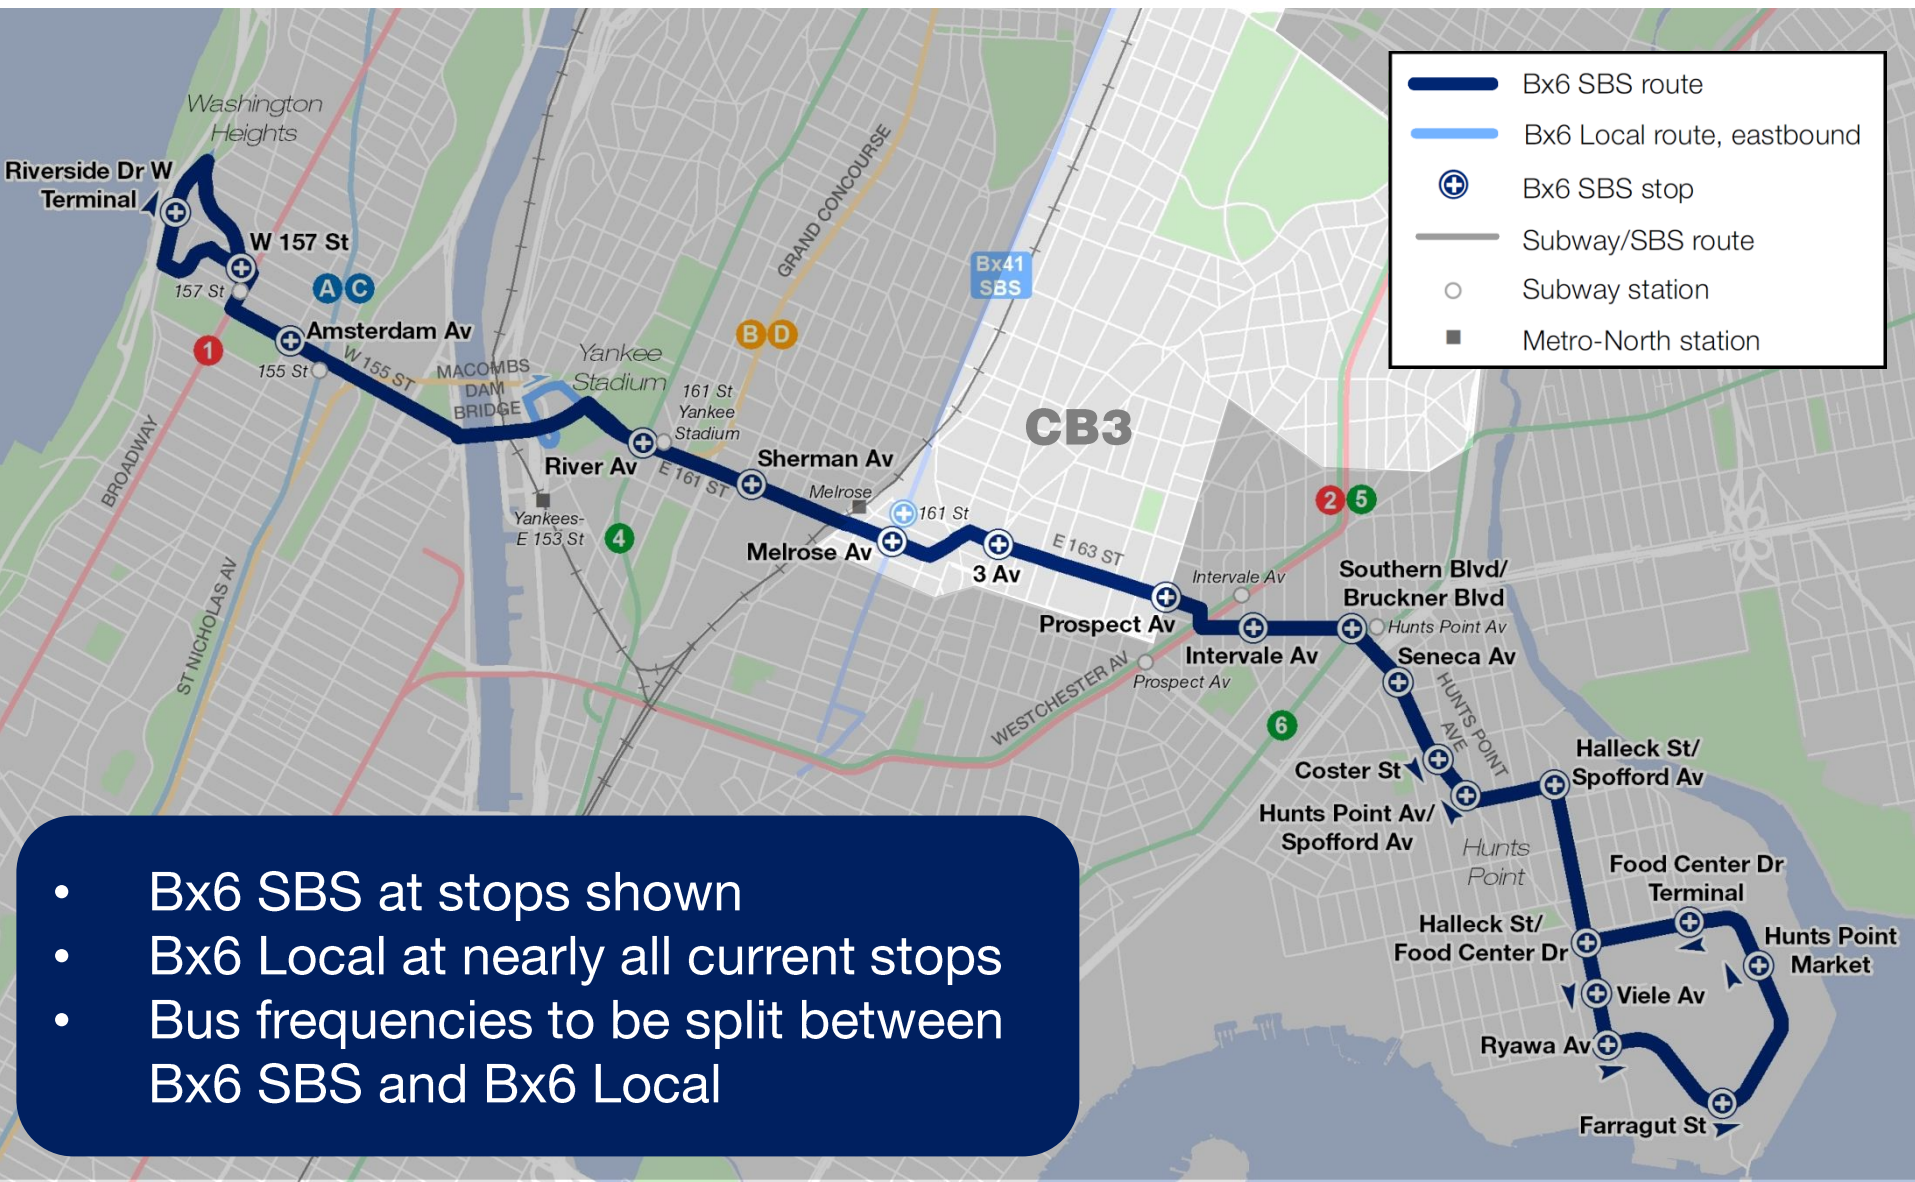 Washington
Heights
Riverside Dr W
Terminal
W 157 St
157 St
A C
Amsterdam Av
1
155 St
W 155 ST
MACOMBS
DAM
BRIDGE
Yankee
Stadium
161 St
Yankee
Stadium
B D
GRAND CONCOURSE
Bx41
SBS
BROADWAY
ST NICHOLAS AV
River Av
E 161 ST
Sherman Av
Melrose
Yankees-
E 153 St
4
161 St
Melrose Av
3 Av
E 163 ST
CB3
Prospect Av
2 5
Intervale Av
Intervale Av
Southern Blvd/
Bruckner Blvd
Hunts Point Av
Seneca Av
WESTCHESTER AV
Prospect Av
6
HUNTS POINT
AVE
Coster St
Hunts Point Av/
Spofford Av
Halleck St/
Spofford Av
Hunts
Point
Food Center Dr
Terminal
Halleck St/
Food Center Dr
Hunts Point
Market
Viele Av
Ryawa Av
Farragut St
Bx6 SBS route
Bx6 Local route, eastbound
Bx6 SBS stop
Subway/SBS route
Subway station
Metro-North station
• Bx6 SBS at stops shown
• Bx6 Local at nearly all current stops
• Bus frequencies to be split between
Bx6 SBS and Bx6 Local